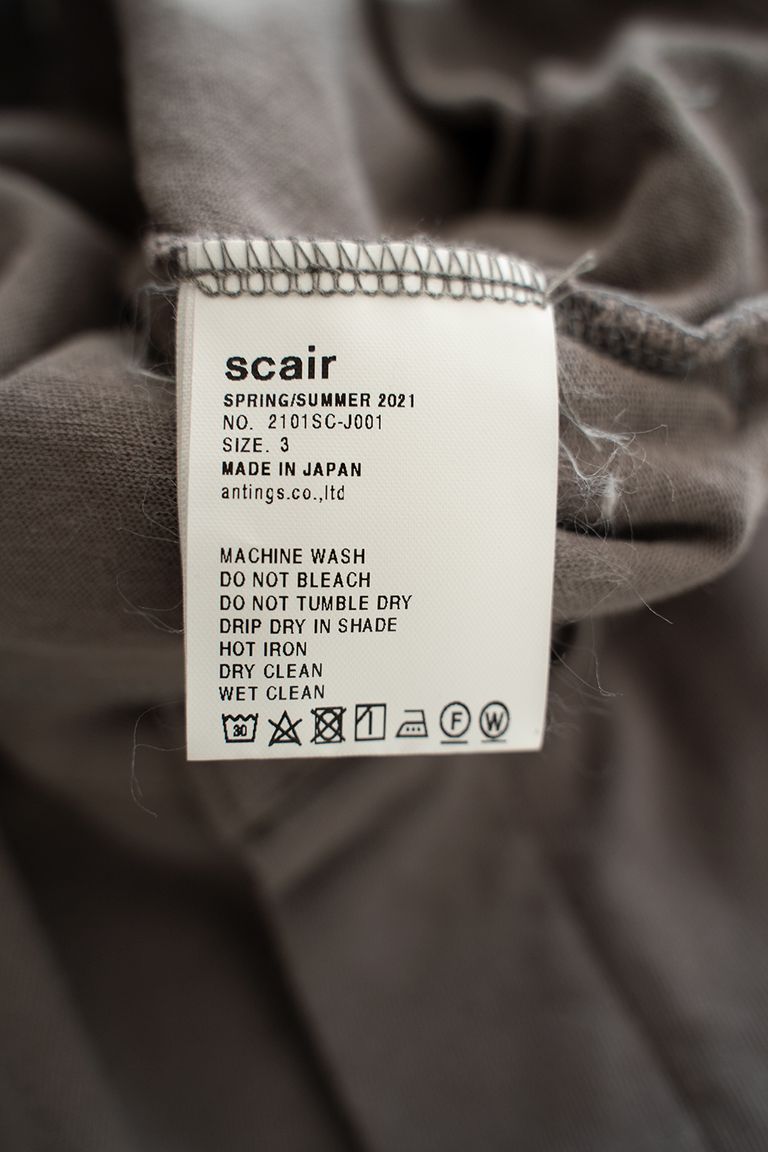 scair
SPRING/SUMMER 2021
NO. 2101SC-J001
SIZE. 3
MADE IN JAPAN
antings.co.,ltd
MACHINE WASH
DO NOT BLEACH
DO NOT TUMBLE DRY
DRIP DRY IN SHADE
HOT IRON
DRY CLEAN
WET CLEAN
30 F W